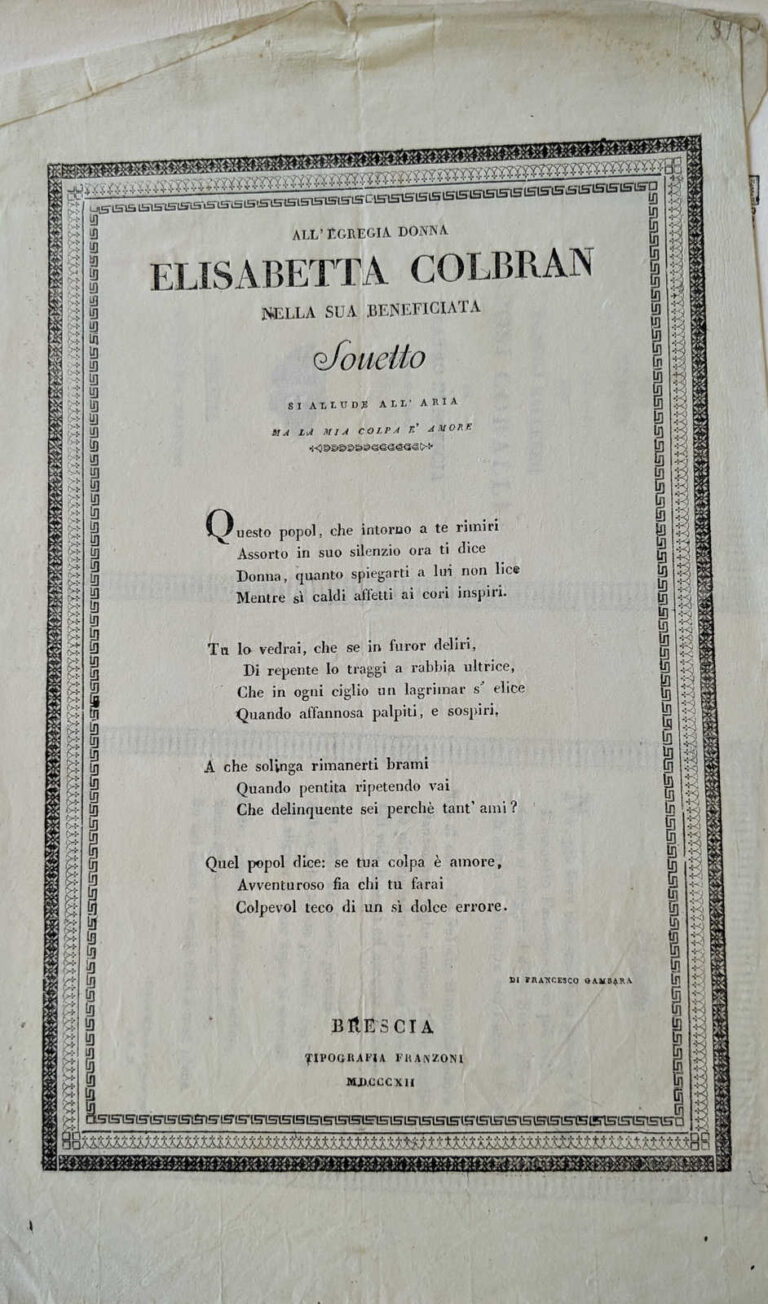 ALL' EGREGIA DONNA
ELISABETTA COLBRAN
NELLA SUA BENEFICIATA
Sonetto
SI ALLUDE ALL' ARIA
MA LA MIA COLPA E' AMORE
Questo popol, che intorno a te rimiri
Assorto in suo silenzio ora ti dice
Donna, quanto spiegarti a lui non lice
Mentre sì caldi affetti ai cori inspiri.
Tu lo vedrai, che se in furor deliri,
Di repente lo traggi a rabbia ultrice,
Che in ogni ciglio un lagrimar s' elice
Quando affannosa palpiti, e sospiri,
A che solinga rimanerti brami
Quando pentita ripetendo vai
Che delinquente sei perchè tant' ami?
Quel popol dice: se tua colpa è amore,
Avventuroso fia chi tu farai
Colpevol teco di un sì dolce errore.
DI FRANCESCO GAMBARA
BRESCIA
TIPOGRAFIA FRANZONI
MDCCCXII